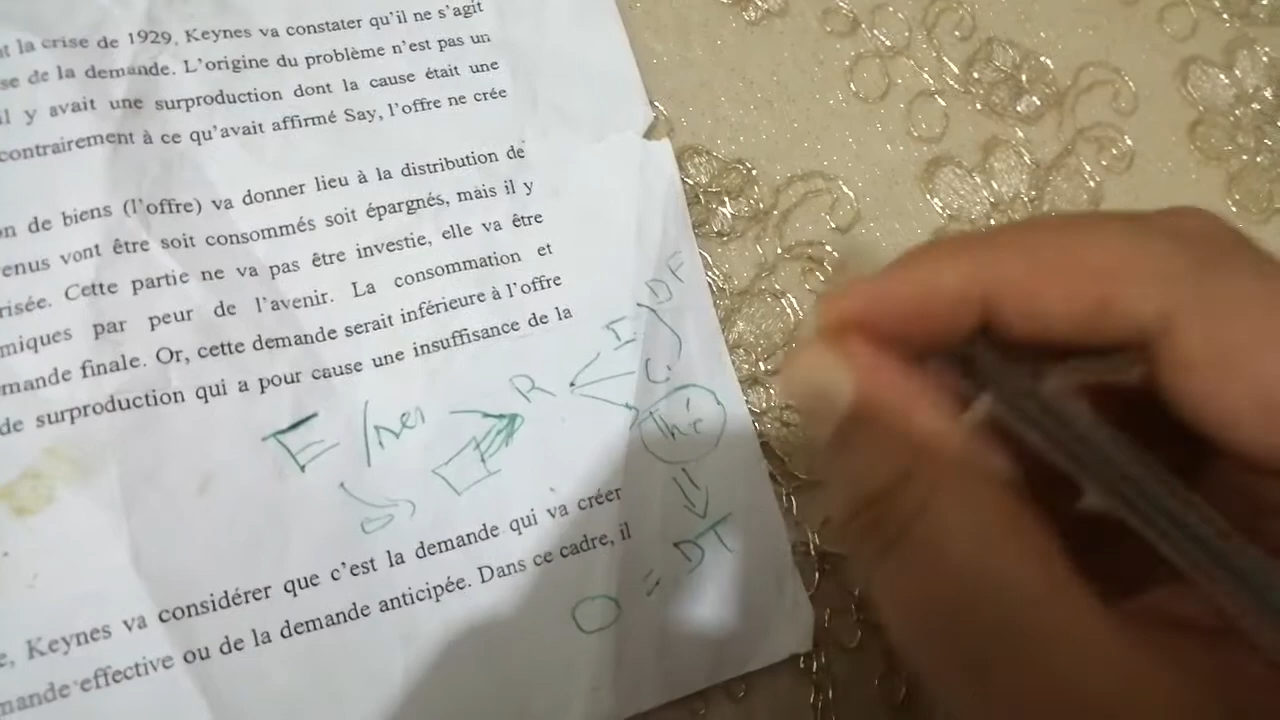 la crise de 1929, Keynes va constater qu'il ne s'agit
se de la demande. L'origine du problème n'est pas un
il y avait une surproduction dont la cause était une
contrairement à ce qu'avait affirmé Say, l'offre ne crée
de biens (l'offre) va donner lieu à la distribution de
enus vont être soit consommés soit épargnés, mais il y
risée. Cette partie ne va pas être investie, elle va être
miques par peur de l'avenir. La consommation et
mande finale. Or, cette demande serait inférieure à l'offre
de surproduction qui a pour cause une insuffisance de la
DF
I
C
R
E
Thé
DT
=
O
Keynes va considérer que c'est la demande qui va créer
mande effective ou de la demande anticipée. Dans ce cadre, il